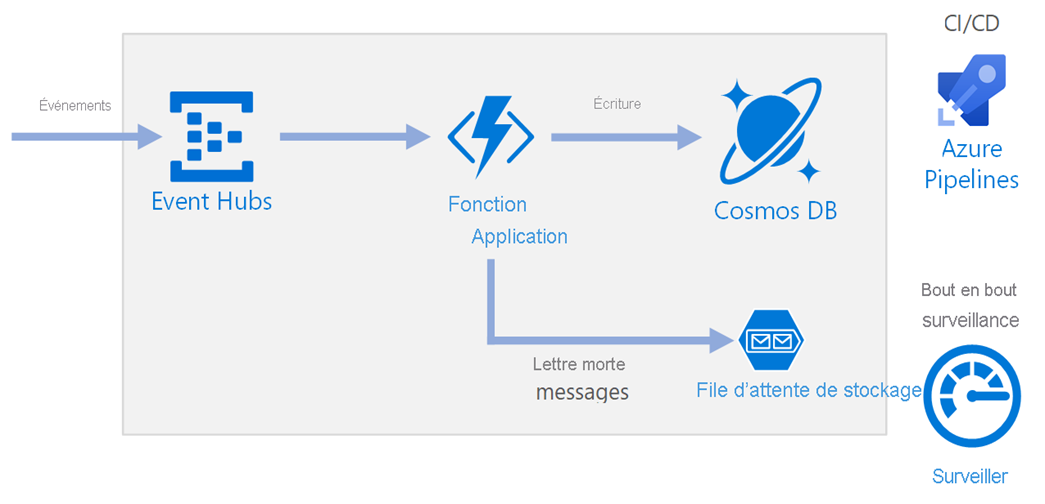 CI/CD
Événements
Écriture
Azure
Pipelines
Event Hubs
Fonction
Application
Cosmos DB
Bout en bout
surveillance
Lettre morte
messages
File d'attente de stockage
Surveiller